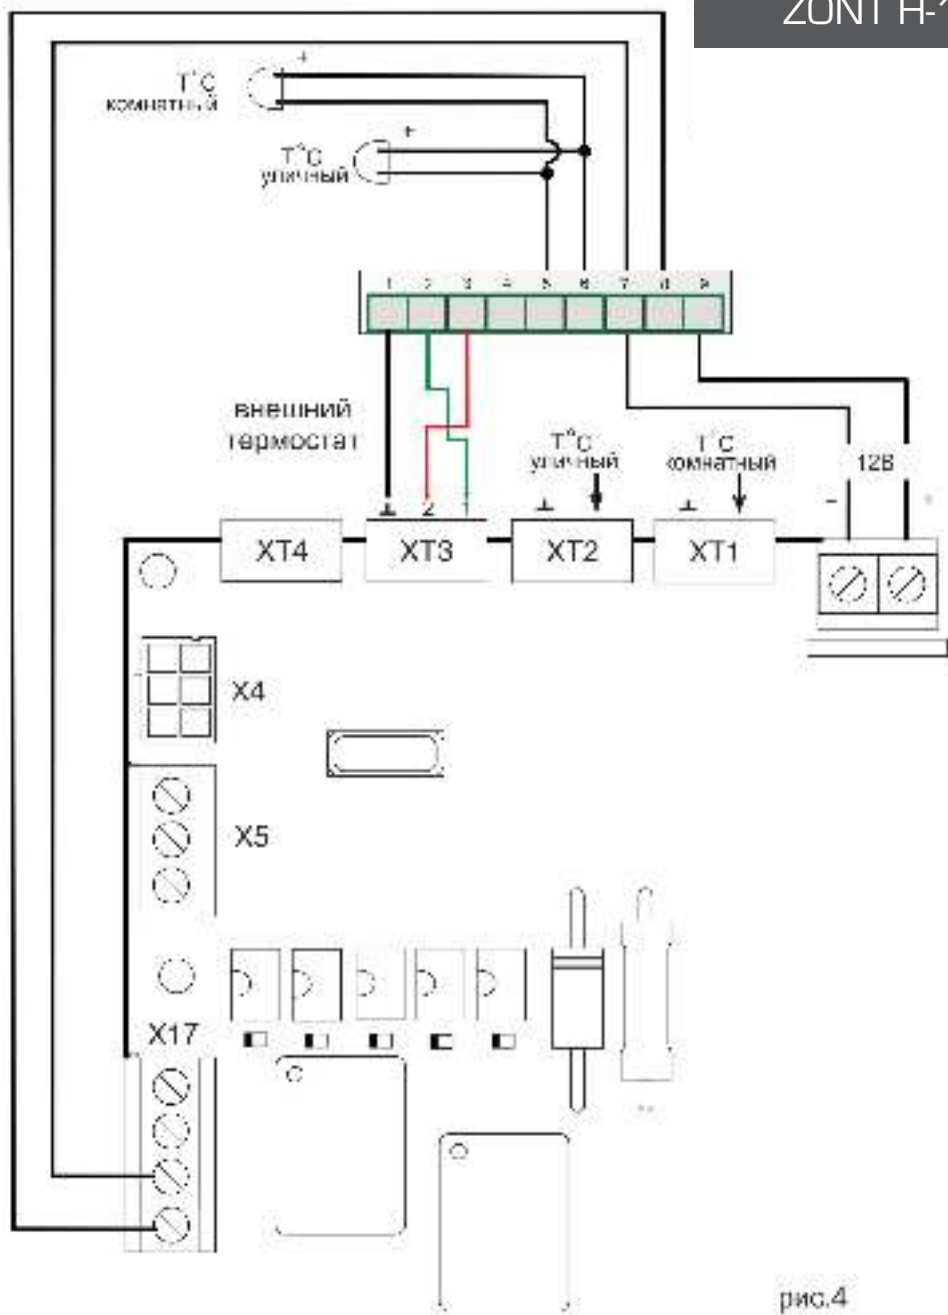 ZONT H-1
+
T°C
комнатный
+
T°C
уличный
1 2 3 4 5 6 7 8 9
внешний
термостат
T°C
уличный
T°C
комнатный
12В
-
+
⊥ 2 1
⊥
⊥
XT4
XT3
XT2
XT1
X4
X5
X17
рис.4